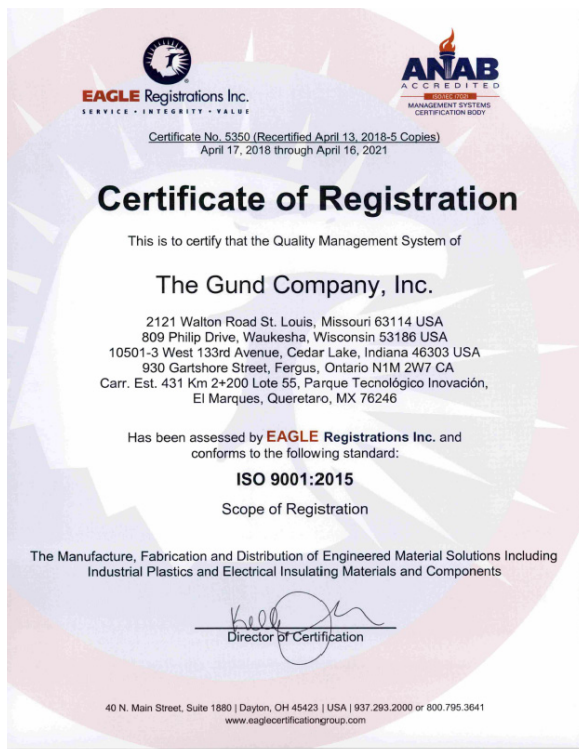 EAGLE Registrations Inc.
SERVICE • INTEGRITY • VALUE
ANAB
ACCREDITED
ISO/IEC 17021
MANAGEMENT SYSTEMS
CERTIFICATION BODY
Certificate No. 5350 (Recertified April 13, 2018-5 Copies)
April 17, 2018 through April 16, 2021
Certificate of Registration
This is to certify that the Quality Management System of
The Gund Company, Inc.
2121 Walton Road St. Louis, Missouri 63114 USA
809 Philip Drive, Waukesha, Wisconsin 53186 USA
10501-3 West 133rd Avenue, Cedar Lake, Indiana 46303 USA
930 Gartshore Street, Fergus, Ontario N1M 2W7 CA
Carr. Est. 431 Km 2+200 Lote 55, Parque Tecnológico Inovación,
El Marques, Queretaro, MX 76246
Has been assessed by EAGLE Registrations Inc. and
conforms to the following standard:
ISO 9001:2015
Scope of Registration
The Manufacture, Fabrication and Distribution of Engineered Material Solutions Including
Industrial Plastics and Electrical Insulating Materials and Components
Director of Certification
40 N. Main Street, Suite 1880 | Dayton, OH 45423 | USA | 937.293.2000 or 800.795.3641
www.eaglecertificationgroup.com